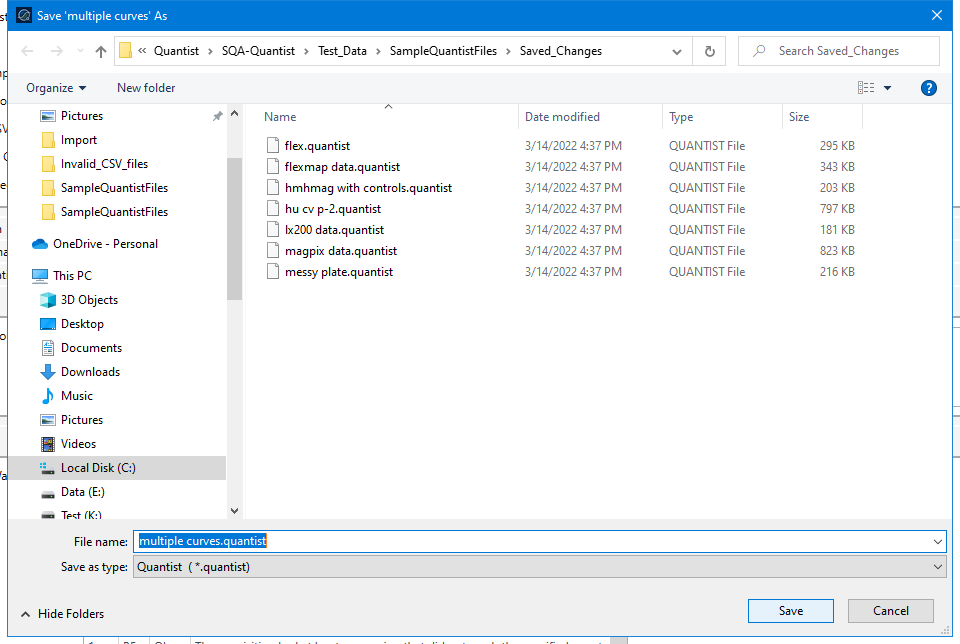 Save 'multiple curves' As
« Quantist › SQA-Quantist › Test_Data › SampleQuantistFiles › Saved_Changes
Search Saved_Changes
Organize
New folder
?
Pictures
Import
Invalid_CSV_files
SampleQuantistFiles
SampleQuantistFiles
OneDrive - Personal
This PC
3D Objects
Desktop
Documents
Downloads
Music
Pictures
Videos
Local Disk (C:)
Data (E:)
Test (K:)
Name Date modified Type Size
flex.quantist 3/14/2022 4:37 PM QUANTIST File 295 KB
flexmap data.quantist 3/14/2022 4:37 PM QUANTIST File 343 KB
hmhmag with controls.quantist 3/14/2022 4:37 PM QUANTIST File 203 KB
hu cv p-2.quantist 3/14/2022 4:37 PM QUANTIST File 797 KB
lx200 data.quantist 3/14/2022 4:37 PM QUANTIST File 181 KB
magpix data.quantist 3/14/2022 4:37 PM QUANTIST File 823 KB
messy plate.quantist 3/14/2022 4:37 PM QUANTIST File 216 KB
File name: multiple curves.quantist
Save as type: Quantist ( *.quantist)
Hide Folders
Save
Cancel